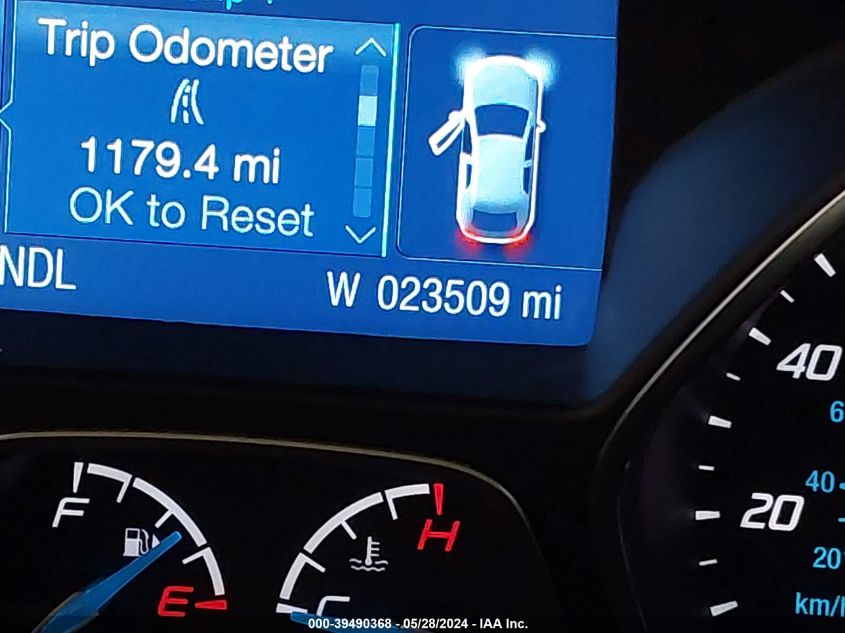 Trip Odometer
1179.4 mi
OK to Reset
NDL
W 023509 mi
F
E
H
C
40
20
40
20
km/h
000-39490368 - 05/28/2024 - IAA Inc.